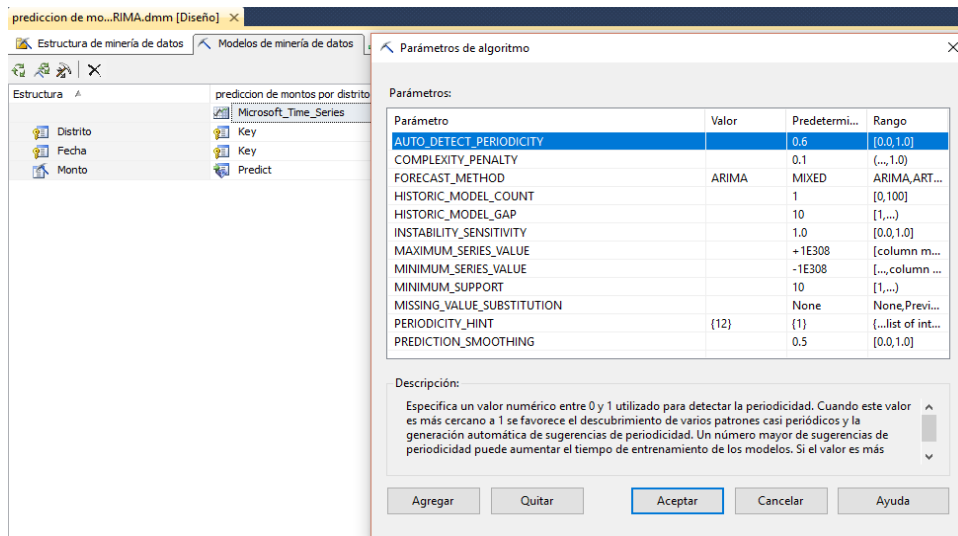 prediccion de mo...RIMA.dmm [Diseño]
Estructura de minería de datos Modelos de minería de datos
Estructura prediccion de montos por distrito
Microsoft_Time_Series
Distrito Key
Fecha Key
Monto Predict
Parámetros de algoritmo
Parámetros:
Parámetro Valor Predetermi... Rango
AUTO_DETECT_PERIODICITY 0.6 [0.0,1.0]
COMPLEXITY_PENALTY 0.1 (...,1.0)
FORECAST_METHOD ARIMA MIXED ARIMA,ART...
HISTORIC_MODEL_COUNT 1 [0,100]
HISTORIC_MODEL_GAP 10 [1,...)
INSTABILITY_SENSITIVITY 1.0 [0.0,1.0]
MAXIMUM_SERIES_VALUE +1E308 [column m...
MINIMUM_SERIES_VALUE -1E308 [...,column ...
MINIMUM_SUPPORT 10 [1,...)
MISSING_VALUE_SUBSTITUTION None None,Previ...
PERIODICITY_HINT {12} {1} {...list of int...
PREDICTION_SMOOTHING 0.5 [0.0,1.0]
Descripción:
Especifica un valor numérico entre 0 y 1 utilizado para detectar la periodicidad. Cuando este valor
es más cercano a 1 se favorece el descubrimiento de varios patrones casi periódicos y la
generación automática de sugerencias de periodicidad. Un número mayor de sugerencias de
periodicidad puede aumentar el tiempo de entrenamiento de los modelos. Si el valor es más
Agregar Quitar Aceptar Cancelar Ayuda